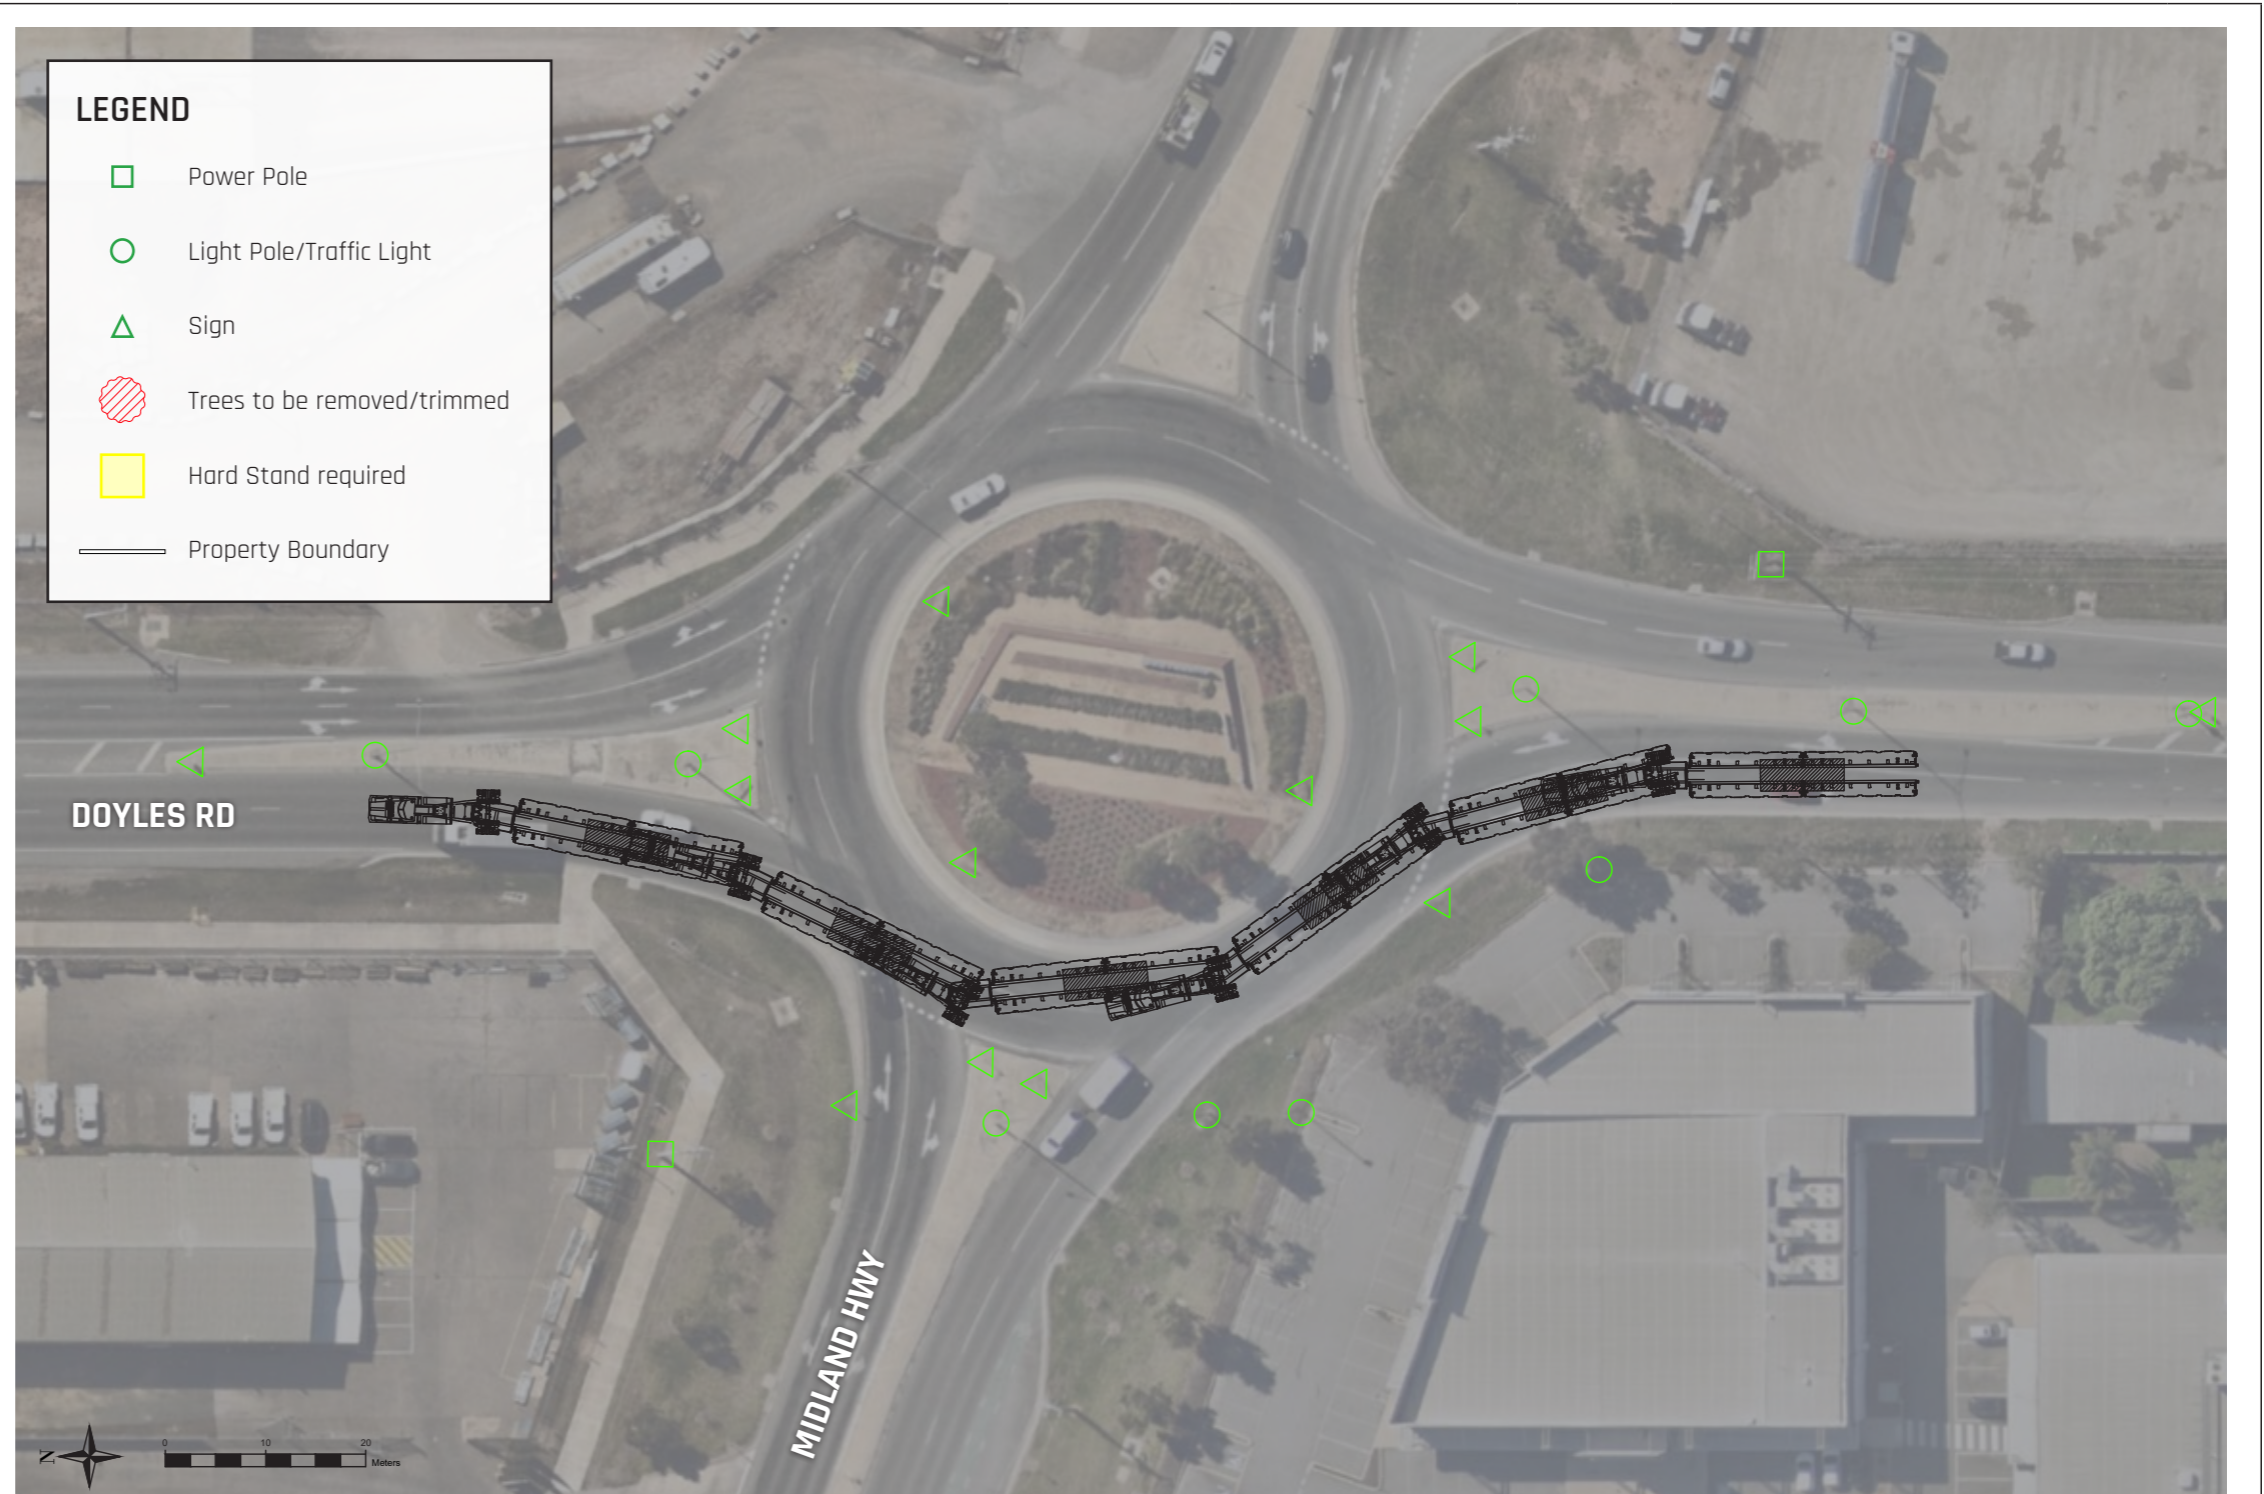 LEGEND
Power Pole
Light Pole/Traffic Light
Sign
Trees to be removed/trimmed
Hard Stand required
Property Boundary
DOYLES RD
MIDLAND HWY
N
0 10 20
Meters